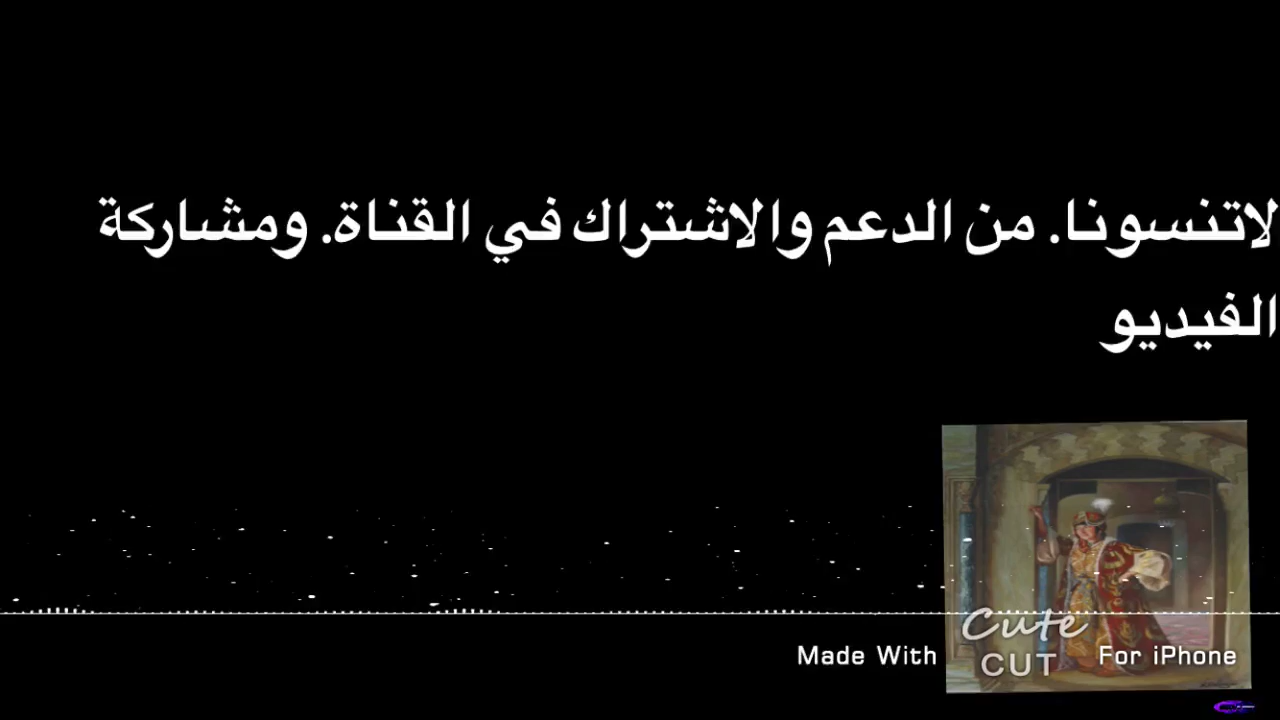 لاتنسونا. من الدعم والاشتراك في القناة. ومشاركة
الفيديو
Made With Cute CUT For iPhone